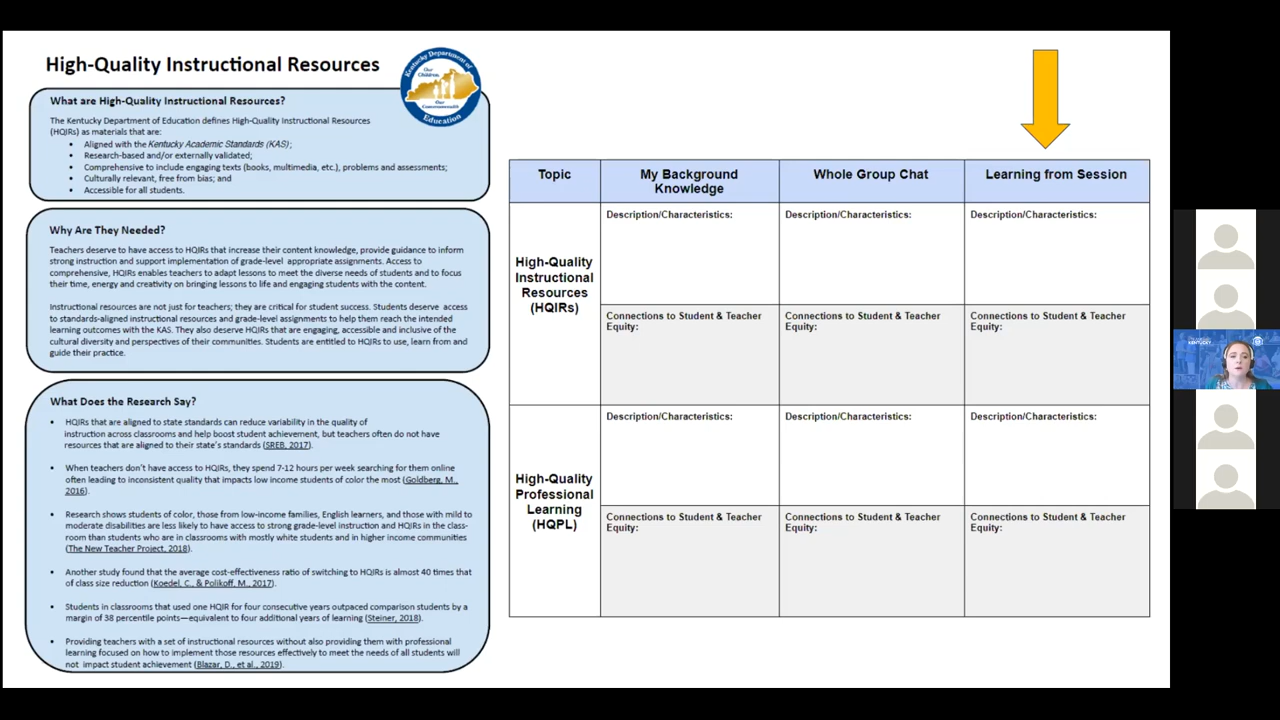 High-Quality Instructional Resources
Kentucky Department of
Our Children,
Our Commonwealth
Education
What are High-Quality Instructional Resources?
The Kentucky Department of Education defines High-Quality Instructional Resources
(HQIRs) as materials that are:
• Aligned with the Kentucky Academic Standards (KAS);
• Research-based and/or externally validated;
• Comprehensive to include engaging texts (books, multimedia, etc.), problems and assessments;
• Culturally relevant, free from bias; and
• Accessible for all students.
Why Are They Needed?
Teachers deserve to have access to HQIRs that increase their content knowledge, provide guidance to inform
strong instruction and support implementation of grade-level appropriate assignments. Access to
comprehensive, HQIRs enables teachers to adapt lessons to meet the diverse needs of students and to focus
their time, energy and creativity on bringing lessons to life and engaging students with the content.
Instructional resources are not just for teachers; they are critical for student success. Students deserve access
to standards-aligned instructional resources and grade-level assignments to help them reach the intended
learning outcomes with the KAS. They also deserve HQIRs that are engaging, accessible and inclusive of the
cultural diversity and perspectives of their communities. Students are entitled to HQIRs to use, learn from and
guide their practice.
What Does the Research Say?
• HQIRs that are aligned to state standards can reduce variability in the quality of
instruction across classrooms and help boost student achievement, but teachers often do not have
resources that are aligned to their state's standards (SREB, 2017).
• When teachers don't have access to HQIRs, they spend 7-12 hours per week searching for them online
often leading to inconsistent quality that impacts low income students of color the most (Goldberg, M.,
2016).
• Research shows students of color, those from low-income families, English learners, and those with mild to
moderate disabilities are less likely to have access to strong grade-level instruction and HQIRs in the class-
room than students who are in classrooms with mostly white students and in higher income communities
(The New Teacher Project, 2018).
• Another study found that the average cost-effectiveness ratio of switching to HQIRs is almost 40 times that
of class size reduction (Koedel, C., & Polikoff, M., 2017).
• Students in classrooms that used one HQIR for four consecutive years outpaced comparison students by a
margin of 38 percentile points—equivalent to four additional years of learning (Steiner, 2018).
• Providing teachers with a set of instructional resources without also providing them with professional
learning focused on how to implement those resources effectively to meet the needs of all students will
not impact student achievement (Blazar, D., et al., 2019).
Topic
My Background
Knowledge
Whole Group Chat
Learning from Session
High-Quality
Instructional
Resources
(HQIRs)
Description/Characteristics:
Description/Characteristics:
Description/Characteristics:
Connections to Student & Teacher
Equity:
Connections to Student & Teacher
Equity:
Connections to Student & Teacher
Equity:
High-Quality
Professional
Learning
(HQPL)
Description/Characteristics:
Description/Characteristics:
Description/Characteristics:
Connections to Student & Teacher
Equity:
Connections to Student & Teacher
Equity:
Connections to Student & Teacher
Equity:
KENTUCKY